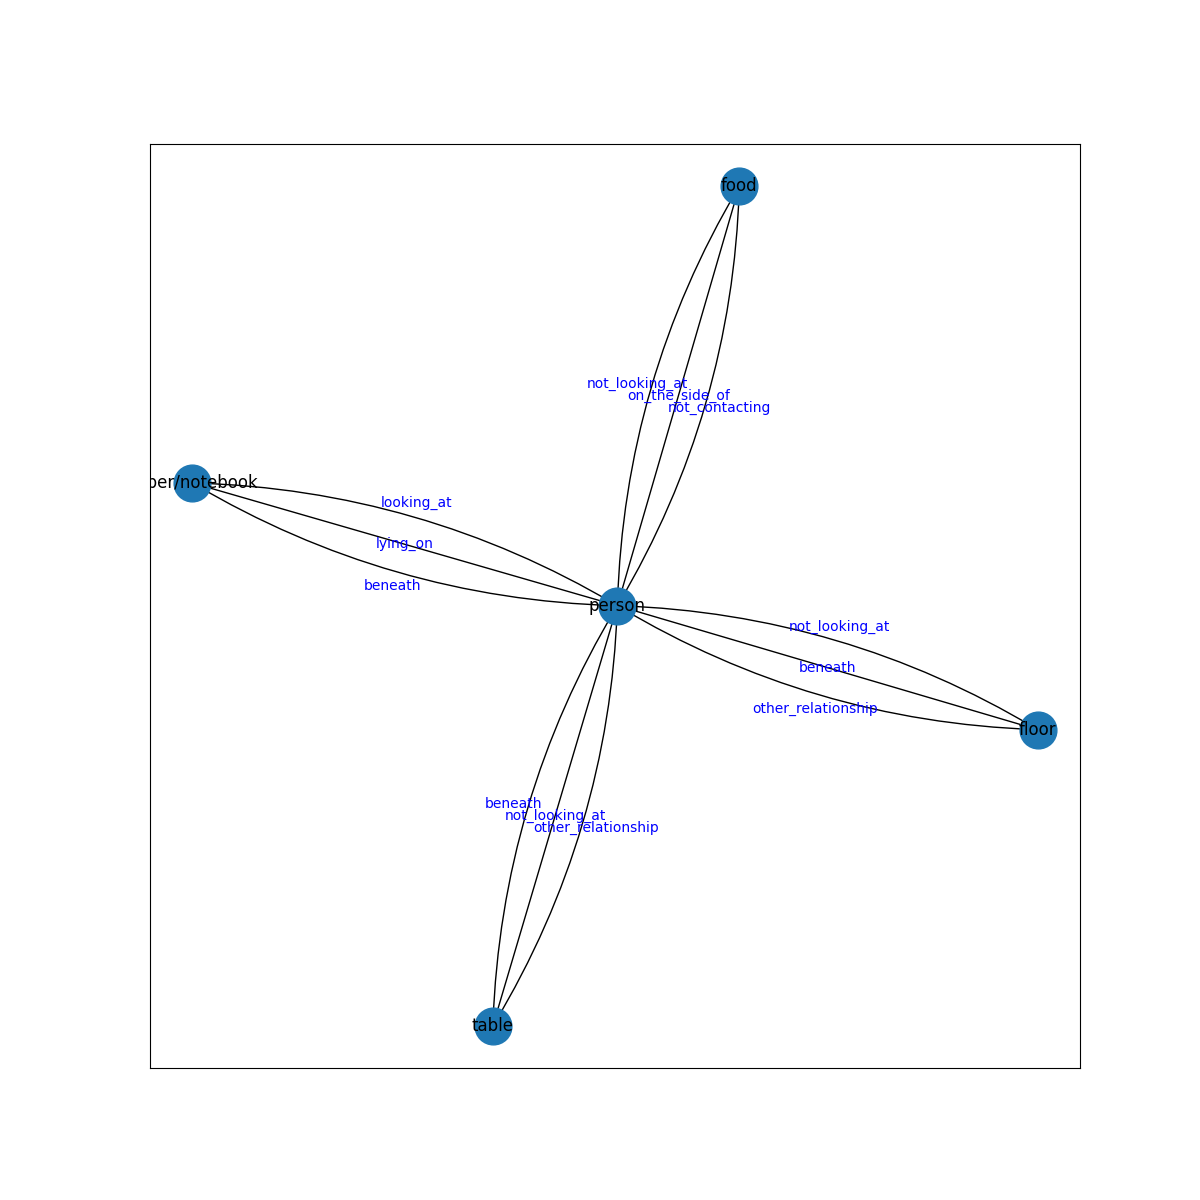 food
not_looking_at
on_the_side_of
not_contacting
per/notebook
looking_at
lying_on
beneath
person
not_looking_at
beneath
other_relationship
floor
beneath
not_looking_at
other_relationship
table